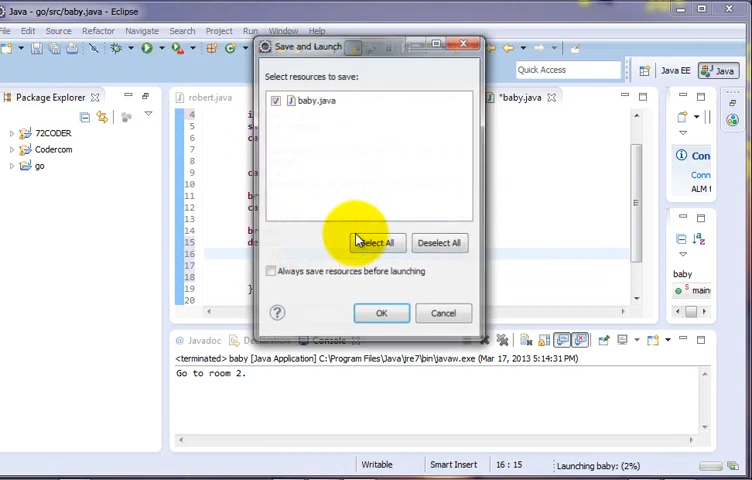 Java - go/src/baby.java - Eclipse
File Edit Source Refactor Navigate Search Project Run Window Help
Quick Access
Java EE
Java
Package Explorer
robert.java
*baby.java
72CODER
Codercom
go
4
5
6
8
9
10
11
12
13
14
15
16
17
18
19
20
Save and Launch
Select resources to save:
baby.java
Select All
Deselect All
Always save resources before launching
OK
Cancel
Con
Conn
ALM t
baby
main
Javadoc
Declaration
Console
<terminated> baby [Java Application] C:\Program Files\Java\jre7\bin\javaw.exe (Mar 17, 2013 5:14:31 PM)
Go to room 2.
Writable
Smart Insert
16 : 15
Launching baby: (2%)